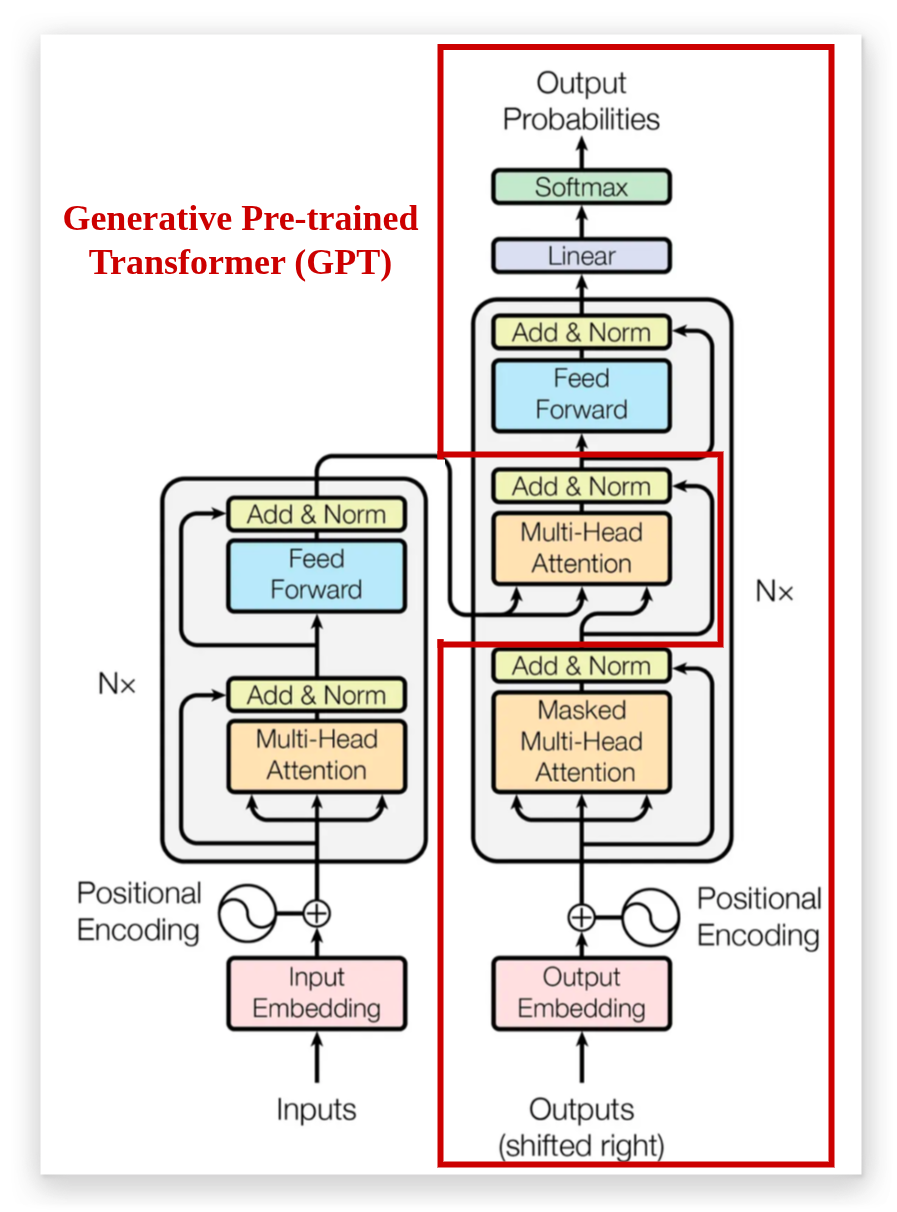 Generative Pre-trained
Transformer (GPT)
Output
Probabilities
Softmax
Linear
Add & Norm
Feed
Forward
Add & Norm
Multi-Head
Attention
Nx
Add & Norm
Masked
Multi-Head
Attention
Positional
Encoding
Output
Embedding
Outputs
(shifted right)
Add & Norm
Feed
Forward
Nx
Add & Norm
Multi-Head
Attention
Positional
Encoding
Input
Embedding
Inputs